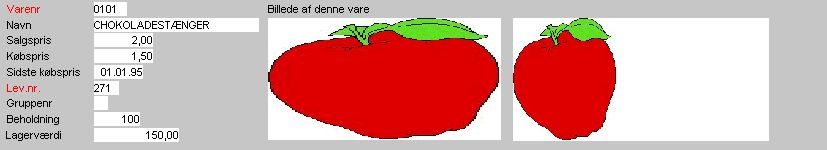 Varenr 0101 Billede af denne vare
Navn CHOKOLADESTÆNGER
Salgspris 2,00
Købspris 1,50
Sidste købspris 01.01.95
Lev.nr. 271
Gruppenr
Beholdning 100
Lagerværdi 150,00